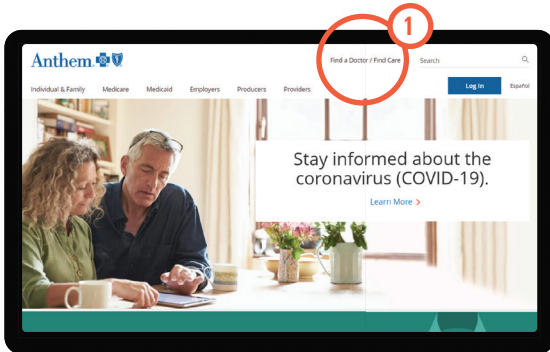 1
Anthem
Find a Doctor / Find Care
Search
Log In
Español
Individual & Family
Medicare
Medicaid
Employers
Producers
Providers
Stay informed about the
coronavirus (COVID-19).
Learn More >